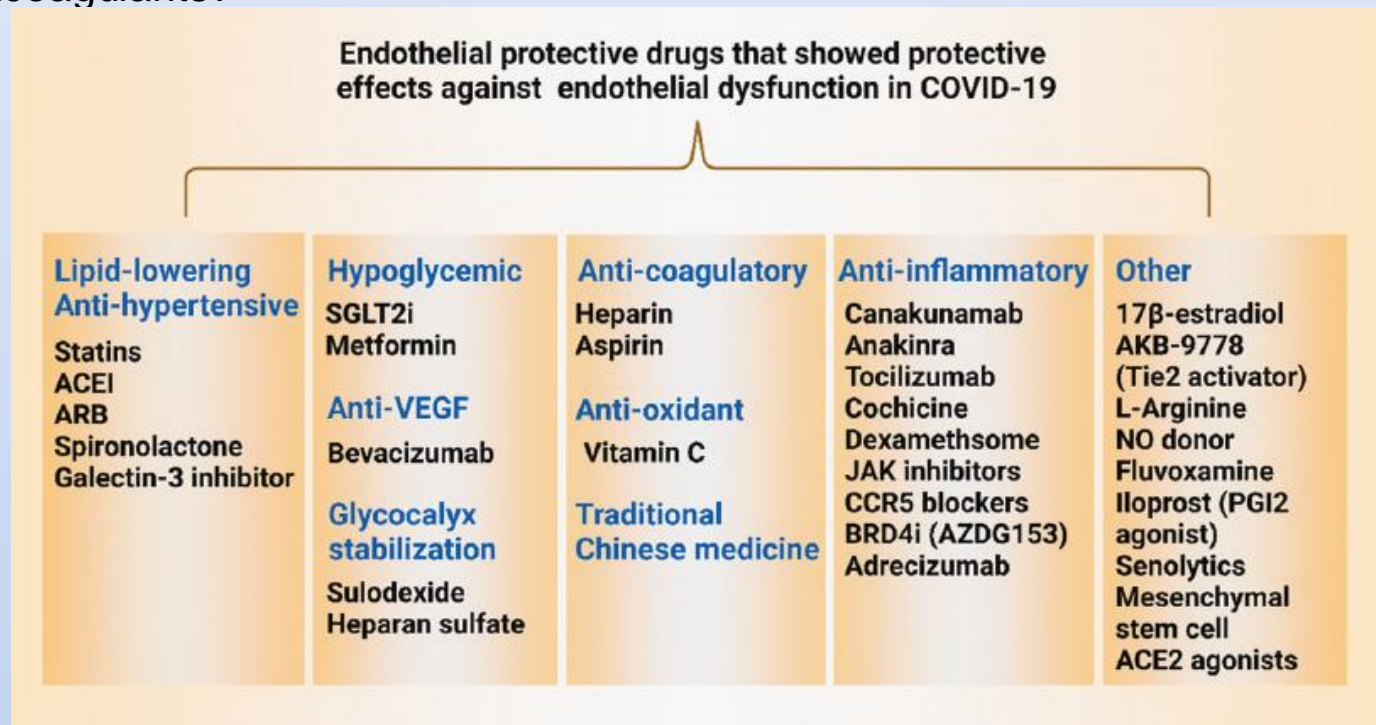 Endothelial protective drugs that showed protective
effects against endothelial dysfunction in COVID-19
Lipid-lowering
Anti-hypertensive
Statins
ACEI
ARB
Spironolactone
Galectin-3 inhibitor
Hypoglycemic
SGLT2i
Metformin
Anti-VEGF
Bevacizumab
Glycocalyx
stabilization
Sulodexide
Heparan sulfate
Anti-coagulatory
Heparin
Aspirin
Anti-oxidant
Vitamin C
Traditional
Chinese medicine
Anti-inflammatory
Canakunamab
Anakinra
Tocilizumab
Cochicine
Dexamethsome
JAK inhibitors
CCR5 blockers
BRD4i (AZDG153)
Adrecizumab
Other
17β-estradiol
AKB-9778
(Tie2 activator)
L-Arginine
NO donor
Fluvoxamine
Iloprost (PGI2
agonist)
Senolytics
Mesenchymal
stem cell
ACE2 agonists